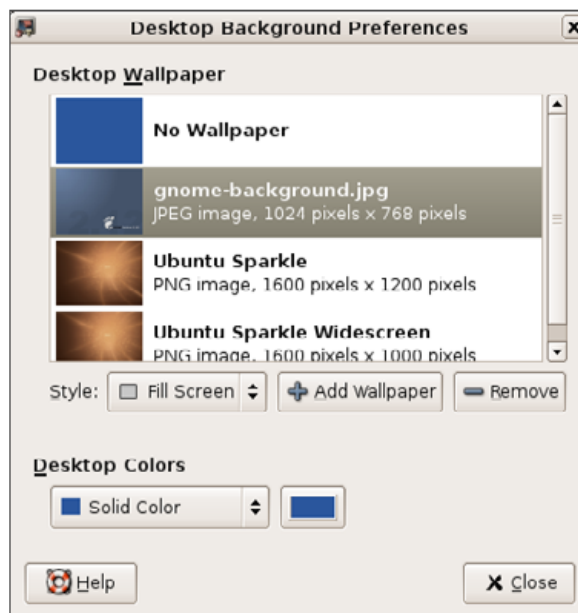 Desktop Background Preferences
Desktop Wallpaper
No Wallpaper
gnome-background.jpg
JPEG image, 1024 pixels x 768 pixels
Ubuntu Sparkle
PNG image, 1600 pixels x 1200 pixels
Ubuntu Sparkle Widescreen
PNG image, 1600 pixels x 1000 pixels
Style: Fill Screen Add Wallpaper Remove
Desktop Colors
Solid Color
Help Close